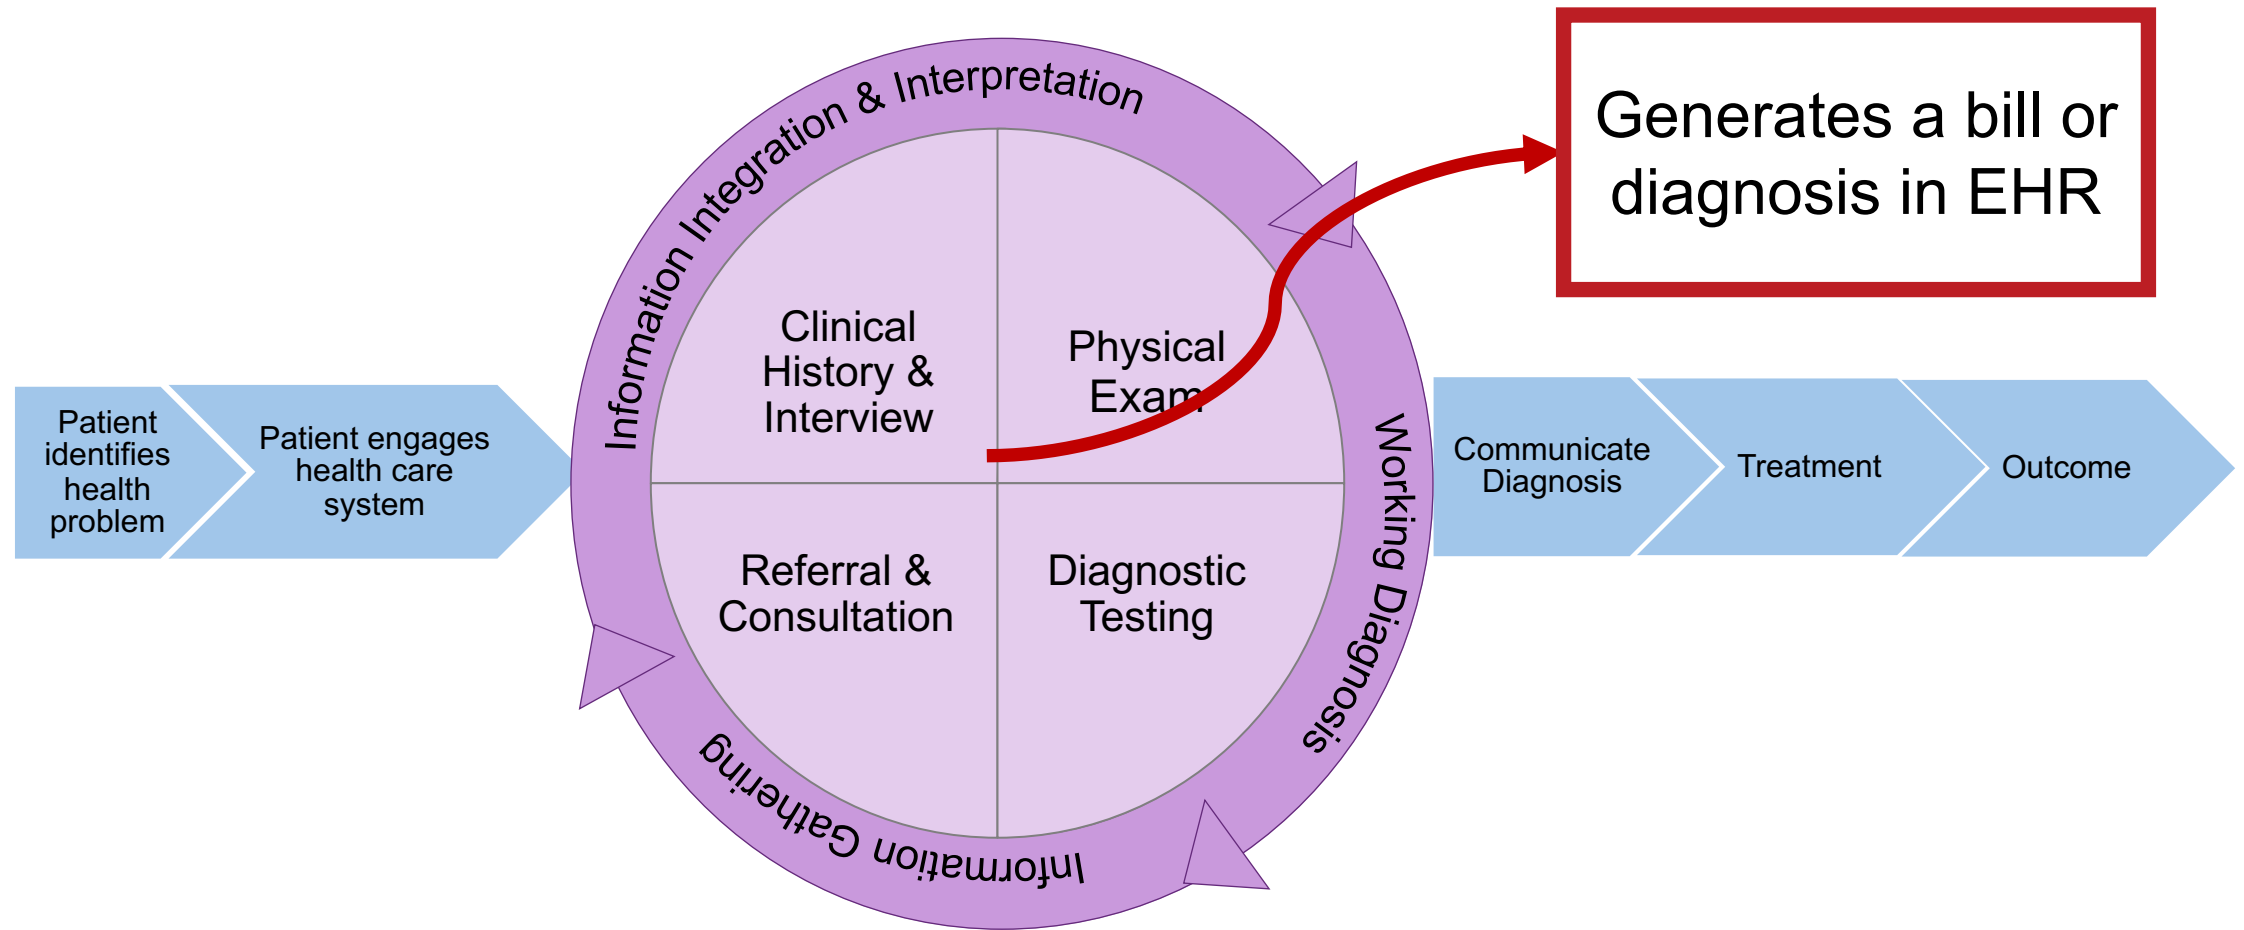 Patient
identifies
health
problem
Patient engages
health care
system
Information Integration & Interpretation
Working Diagnosis
Information Gathering
Clinical
History &
Interview
Physical
Exam
Referral &
Consultation
Diagnostic
Testing
Generates a bill or
diagnosis in EHR
Communicate
Diagnosis
Treatment
Outcome